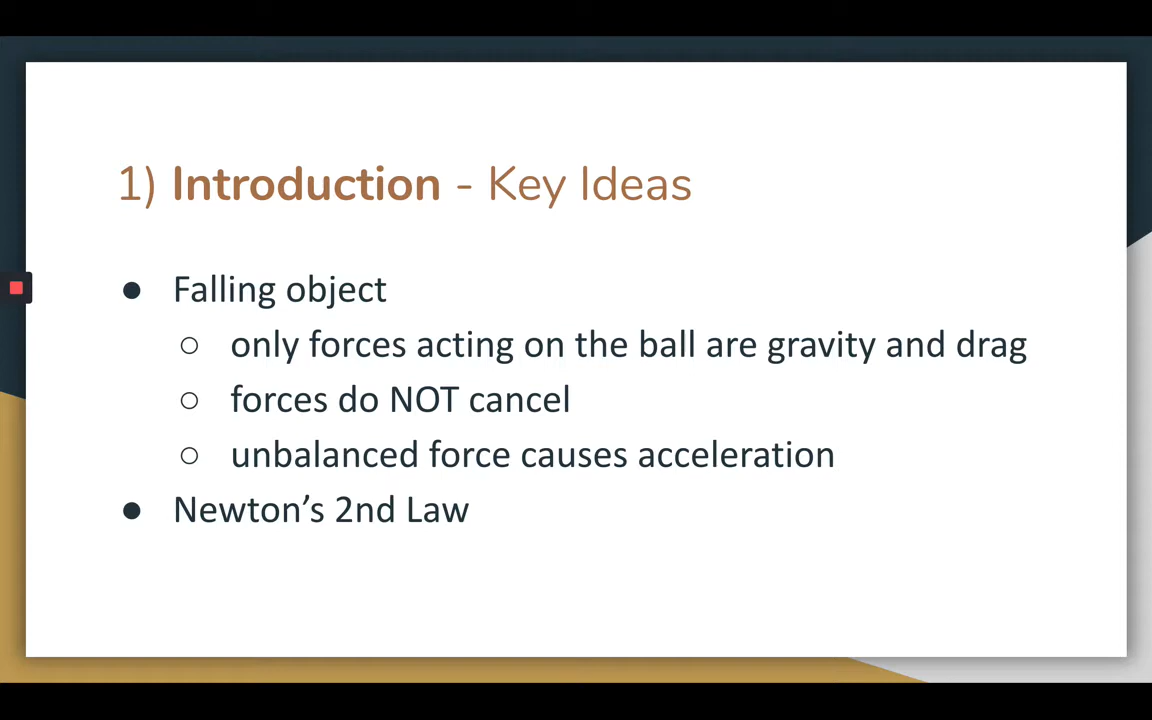 1) Introduction - Key Ideas
● Falling object
○ only forces acting on the ball are gravity and drag
○ forces do NOT cancel
○ unbalanced force causes acceleration
● Newton’s 2nd Law